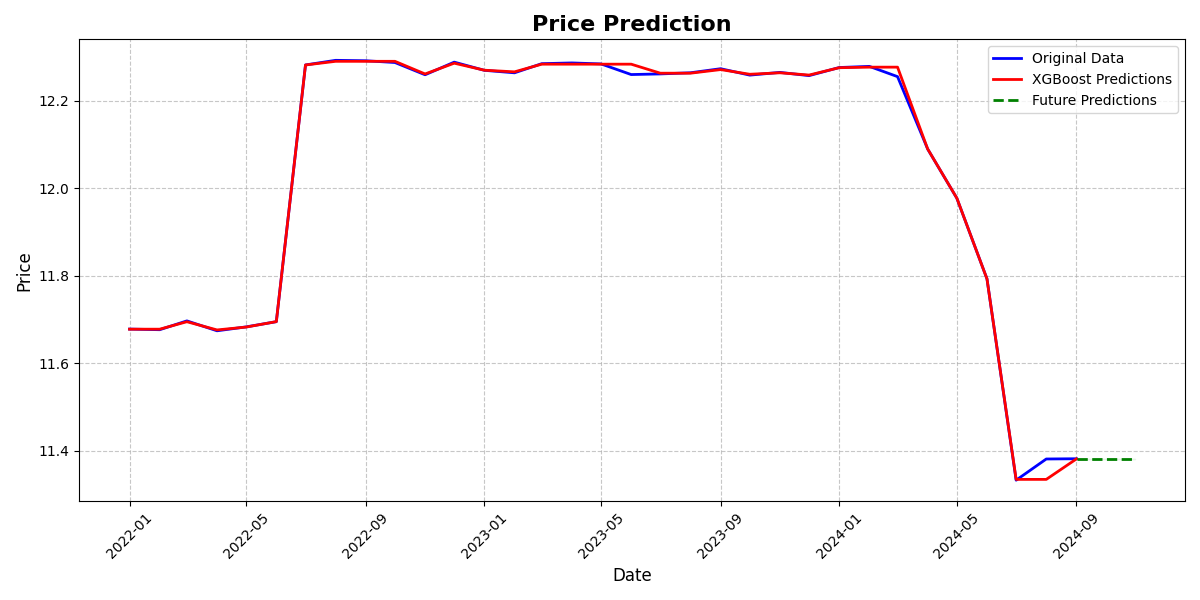 Price Prediction
Original Data
XGBoost Predictions
Future Predictions
Price
12.2
12.0
11.8
11.6
11.4
2022-01
2022-05
2022-09
2023-01
2023-05
2023-09
2024-01
2024-05
2024-09
Date